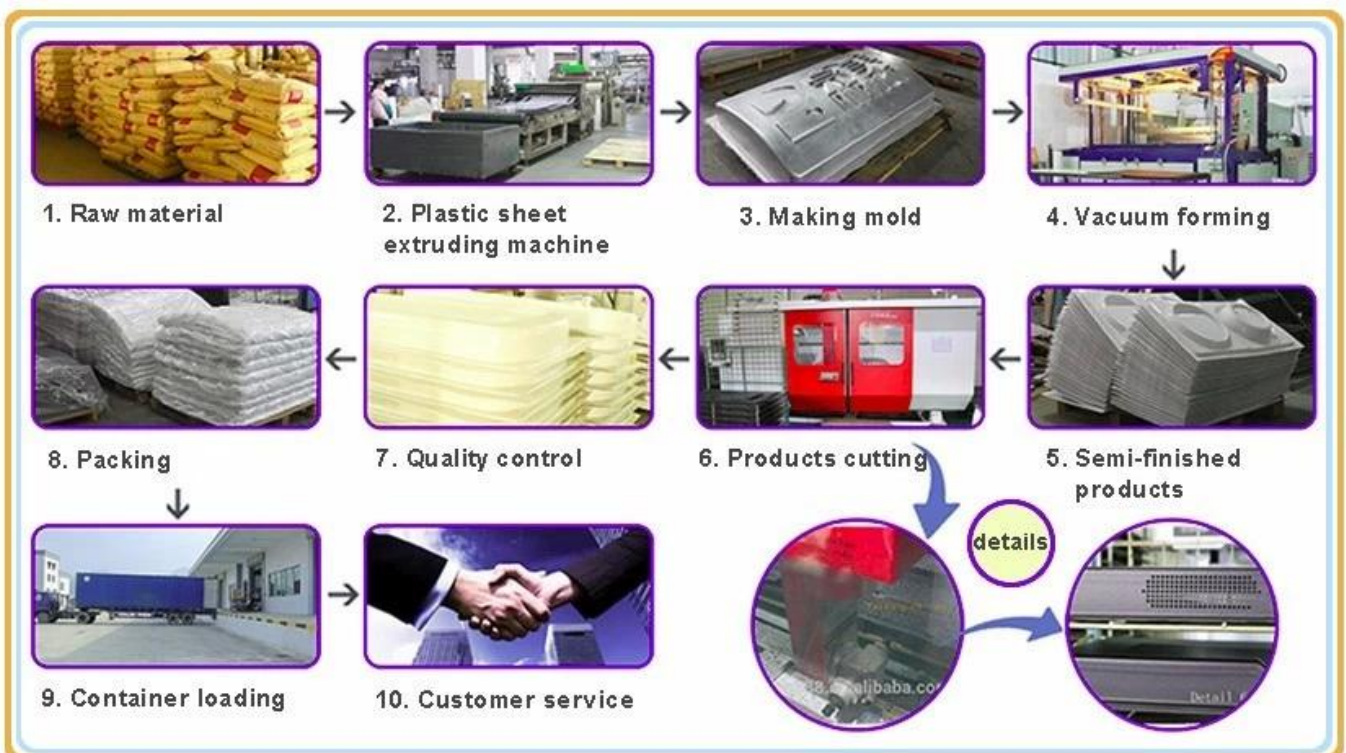 1. Raw material
2. Plastic sheet
extruding machine
3. Making mold
4. Vacuum forming
5. Semi-finished
products
6. Products cutting
7. Quality control
8. Packing
9. Container loading
10. Customer service
details
Detail